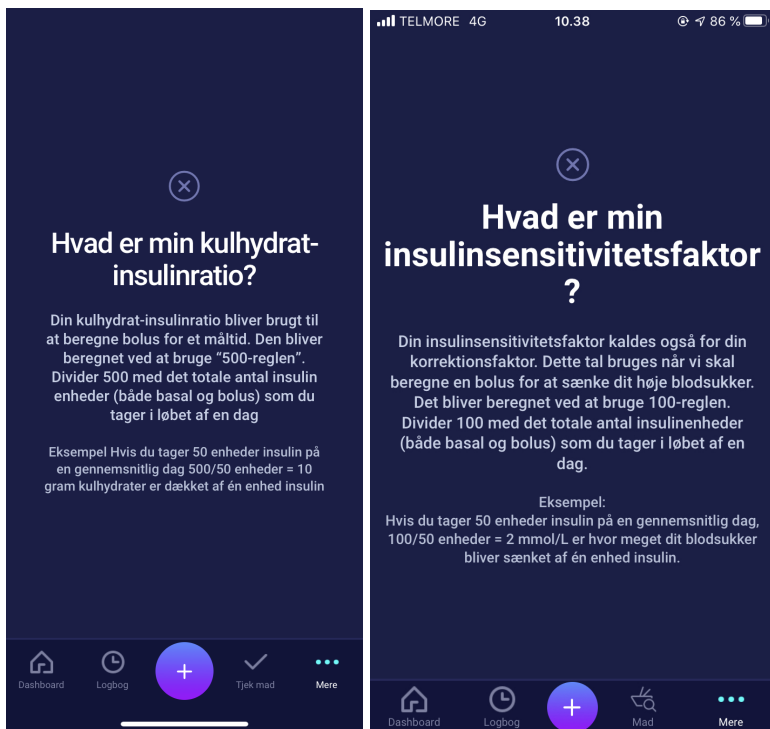 Hvad er min kulhydrat-
insulinratio?
Din kulhydrat-insulinratio bliver brugt til
at beregne bolus for et måltid. Den bliver
beregnet ved at bruge “500-reglen”.
Divider 500 med det totale antal insulin
enheder (både basal og bolus) som du
tager i løbet af en dag
Eksempel Hvis du tager 50 enheder insulin på
en gennemsnitlig dag 500/50 enheder = 10
gram kulhydrater er dækket af én enhed insulin
Dashboard
Logbog
Tjek mad
Mere
TELMORE 4G
10.38
86 %
Hvad er min
insulinsensitivitetsfaktor
?
Din insulinsensitivitetsfaktor kaldes også for din
korrektionsfaktor. Dette tal bruges når vi skal
beregne en bolus for at sænke dit høje blodsukker.
Det bliver beregnet ved at bruge 100-reglen.
Divider 100 med det totale antal insulinenheder
(både basal og bolus) som du tager i løbet af en
dag.
Eksempel:
Hvis du tager 50 enheder insulin på en gennemsnitlig dag,
100/50 enheder = 2 mmol/L er hvor meget dit blodsukker
bliver sænket af én enhed insulin.
Dashboard
Logbog
Mad
Mere